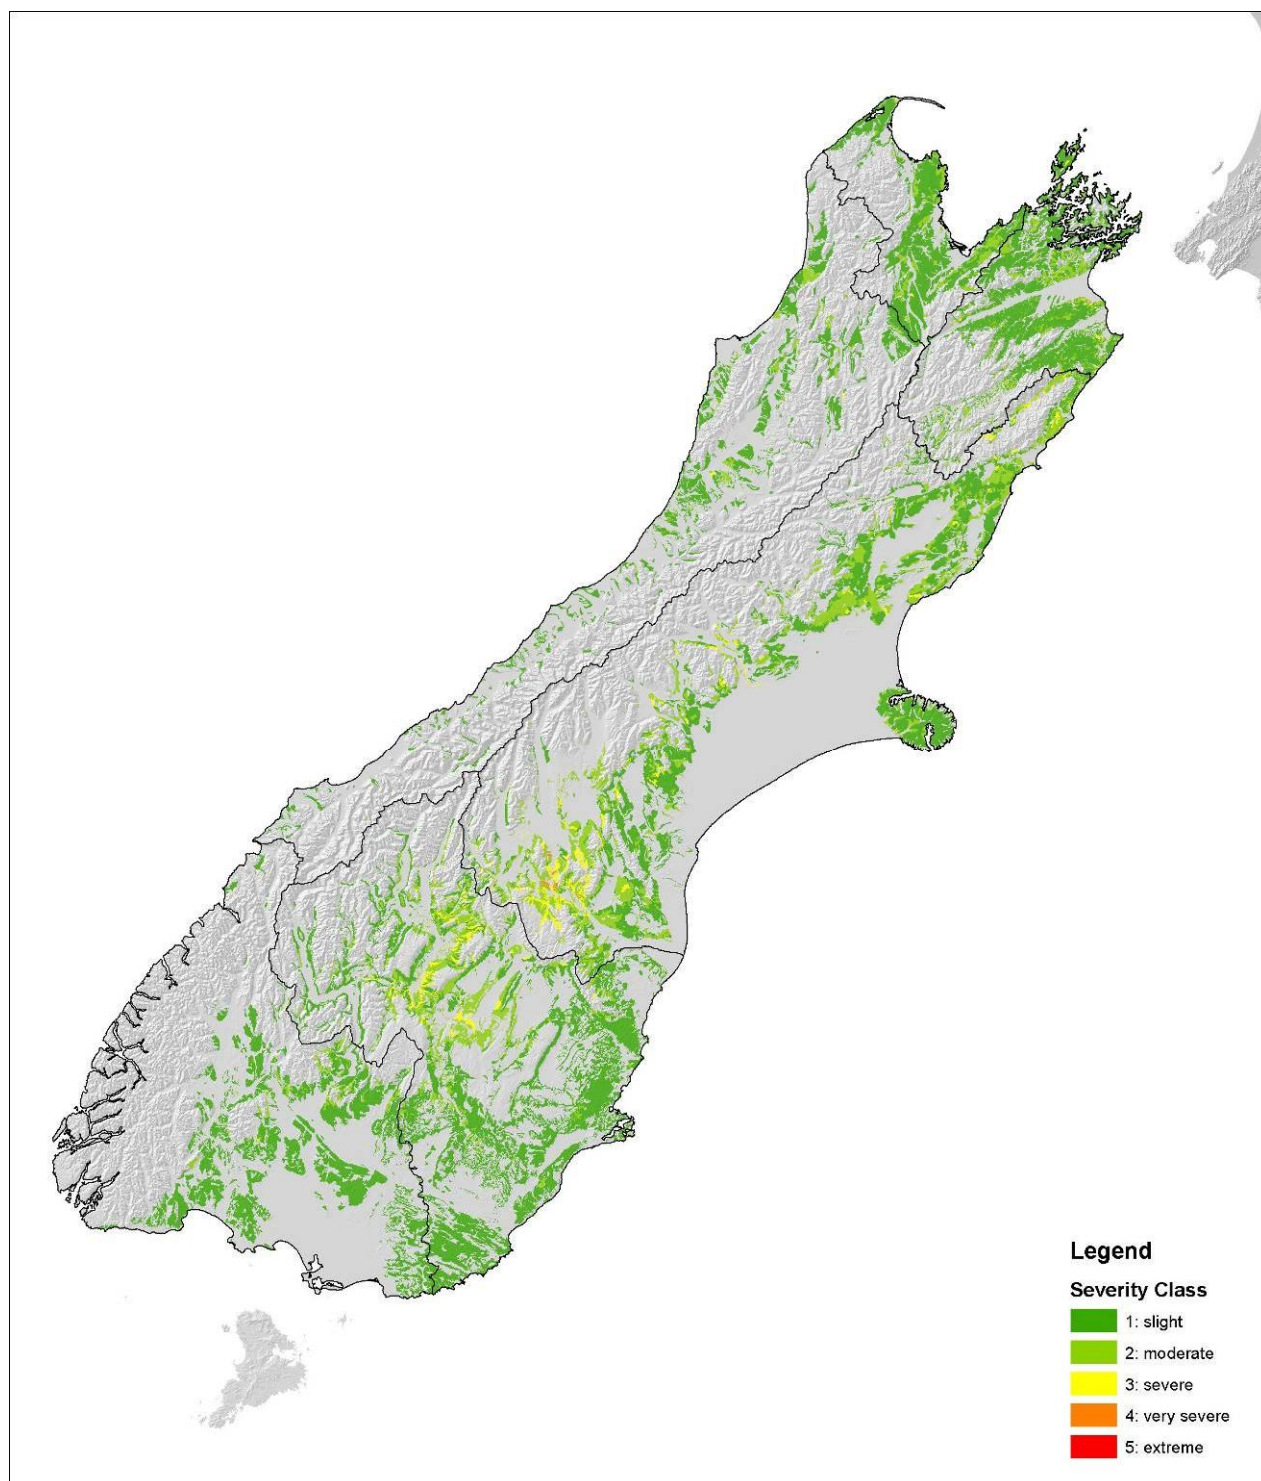 Legend
Severity Class
1: slight
2: moderate
3: severe
4: very severe
5: extreme